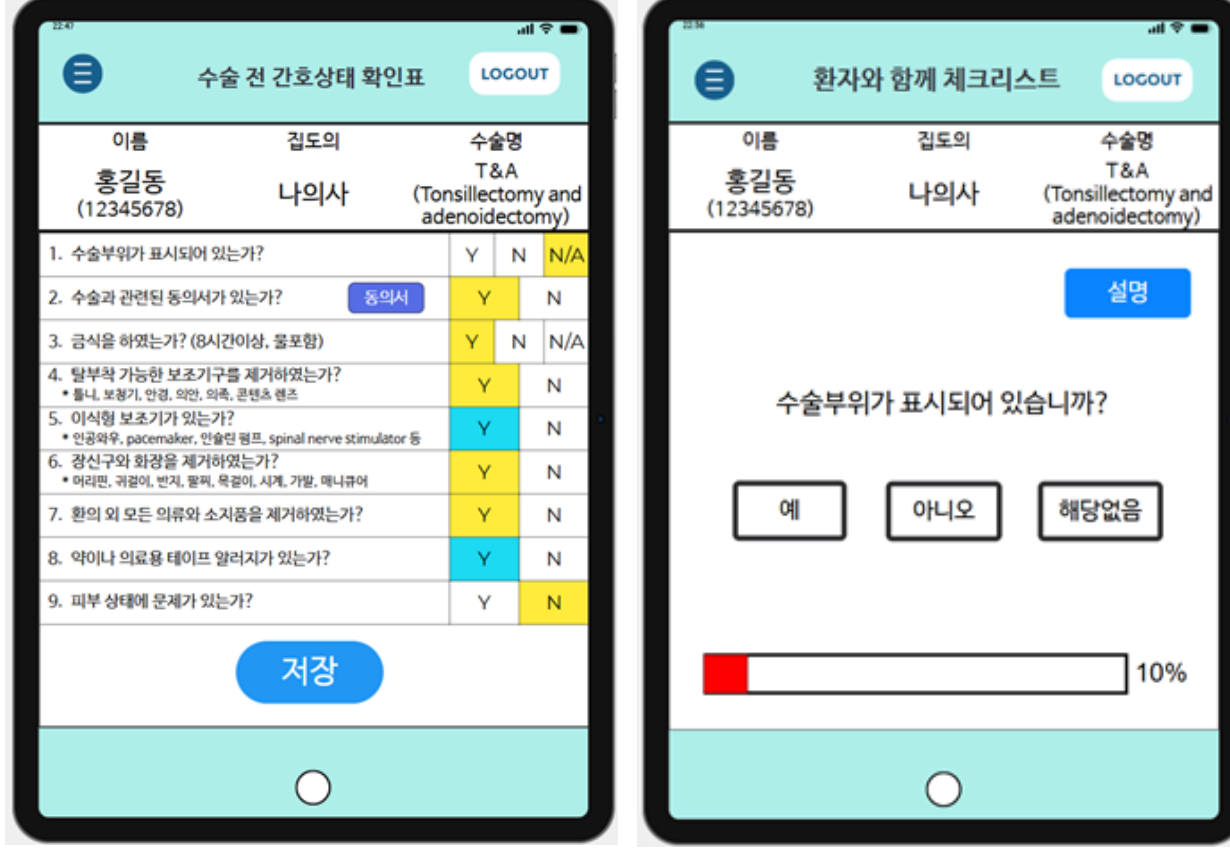 22:47
수술 전 간호상태 확인표
LOGOUT
이름 집도의 수술명
홍길동
(12345678)
나의사
T&A
(Tonsillectomy and
adenoidectomy)
1. 수술부위가 표시되어 있는가? Y N N/A
2. 수술과 관련된 동의서가 있는가? 동의서 Y N
3. 금식을 하였는가? (8시간이상, 물포함) Y N N/A
4. 탈부착 가능한 보조기구를 제거하였는가? Y N
* 틀니, 보청기, 안경, 의안, 의족, 콘텐츠 렌즈
5. 이식형 보조기가 있는가? Y N
* 인공와우, pacemaker, 인슐린 펌프, spinal nerve stimulator 등
6. 장신구와 화장을 제거하였는가? Y N
* 머리핀, 귀걸이, 반지, 팔찌, 목걸이, 시계, 가발, 매니큐어
7. 환의 외 모든 의류와 소지품을 제거하였는가? Y N
8. 약이나 의료용 테이프 알러지가 있는가? Y N
9. 피부 상태에 문제가 있는가? Y N
저장
22:56
환자와 함께 체크리스트
LOGOUT
이름 집도의 수술명
홍길동
(12345678)
나의사
T&A
(Tonsillectomy and
adenoidectomy)
설명
수술부위가 표시되어 있습니까?
예 아니오 해당없음
10%